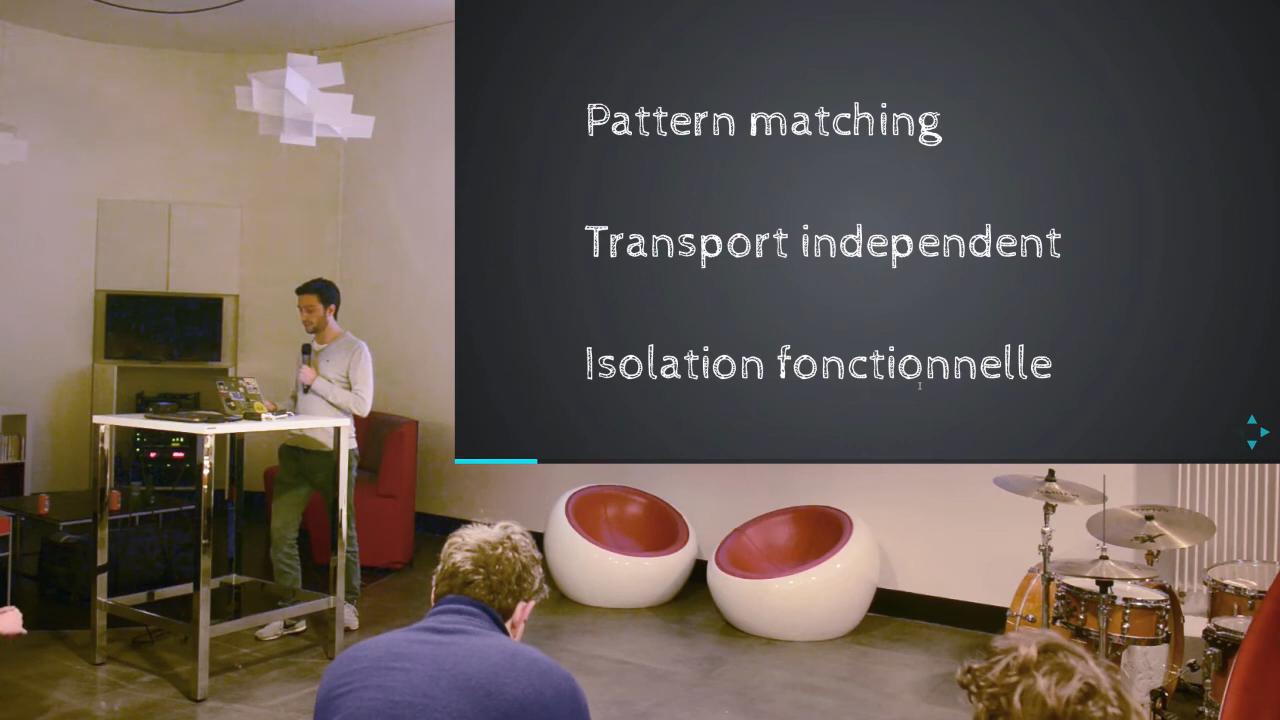 Pattern matching
Transport independent
Isolation fonctionnelle